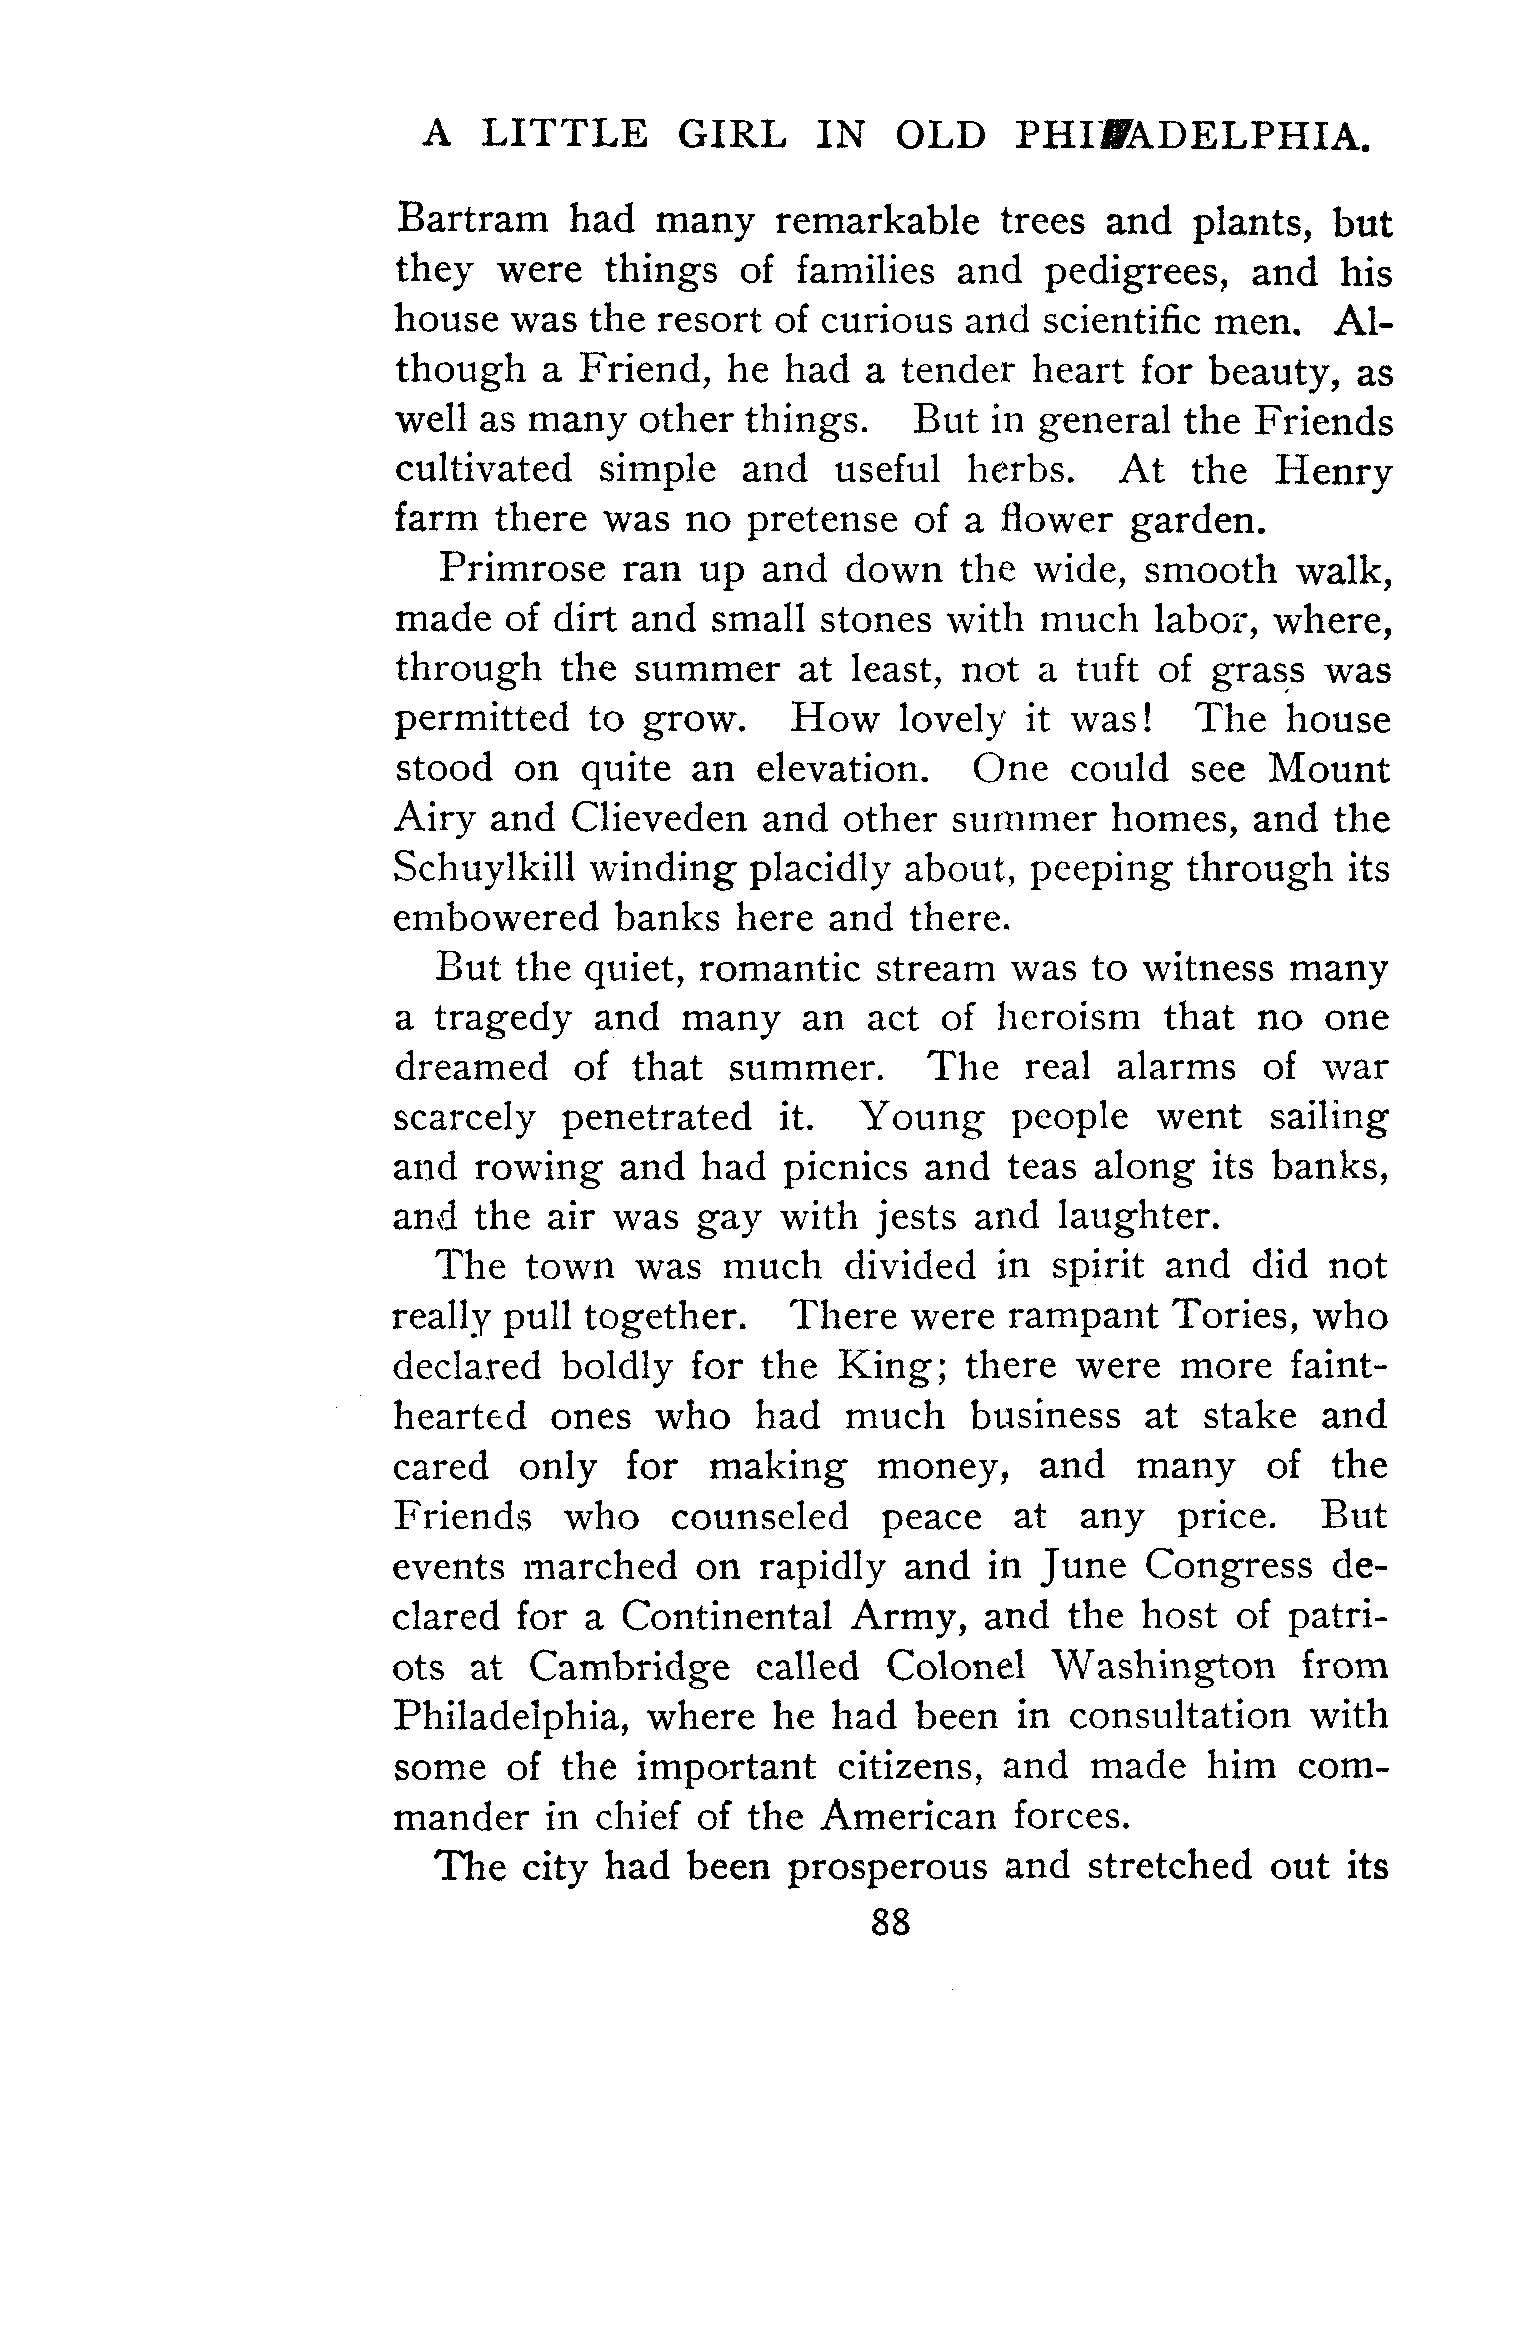 A LITTLE GIRL IN OLD PHILADELPHIA.
Bartram had many remarkable trees and plants, but
they were things of families and pedigrees, and his
house was the resort of curious and scientific men. Al-
though a Friend, he had a tender heart for beauty, as
well as many other things. But in general the Friends
cultivated simple and useful herbs. At the Henry
farm there was no pretense of a flower garden.
Primrose ran up and down the wide, smooth walk,
made of dirt and small stones with much labor, where,
through the summer at least, not a tuft of grass was
permitted to grow. How lovely it was! The house
stood on quite an elevation. One could see Mount
Airy and Clieveden and other summer homes, and the
Schuylkill winding placidly about, peeping through its
embowered banks here and there.
But the quiet, romantic stream was to witness many
a tragedy and many an act of heroism that no one
dreamed of that summer. The real alarms of war
scarcely penetrated it. Young people went sailing
and rowing and had picnics and teas along its banks,
and the air was gay with jests and laughter.
The town was much divided in spirit and did not
really pull together. There were rampant Tories, who
declared boldly for the King; there were more faint-
hearted ones who had much business at stake and
cared only for making money, and many of the
Friends who counseled peace at any price. But
events marched on rapidly and in June Congress de-
clared for a Continental Army, and the host of patri-
ots at Cambridge called Colonel Washington from
Philadelphia, where he had been in consultation with
some of the important citizens, and made him com-
mander in chief of the American forces.
The city had been prosperous and stretched out its
88